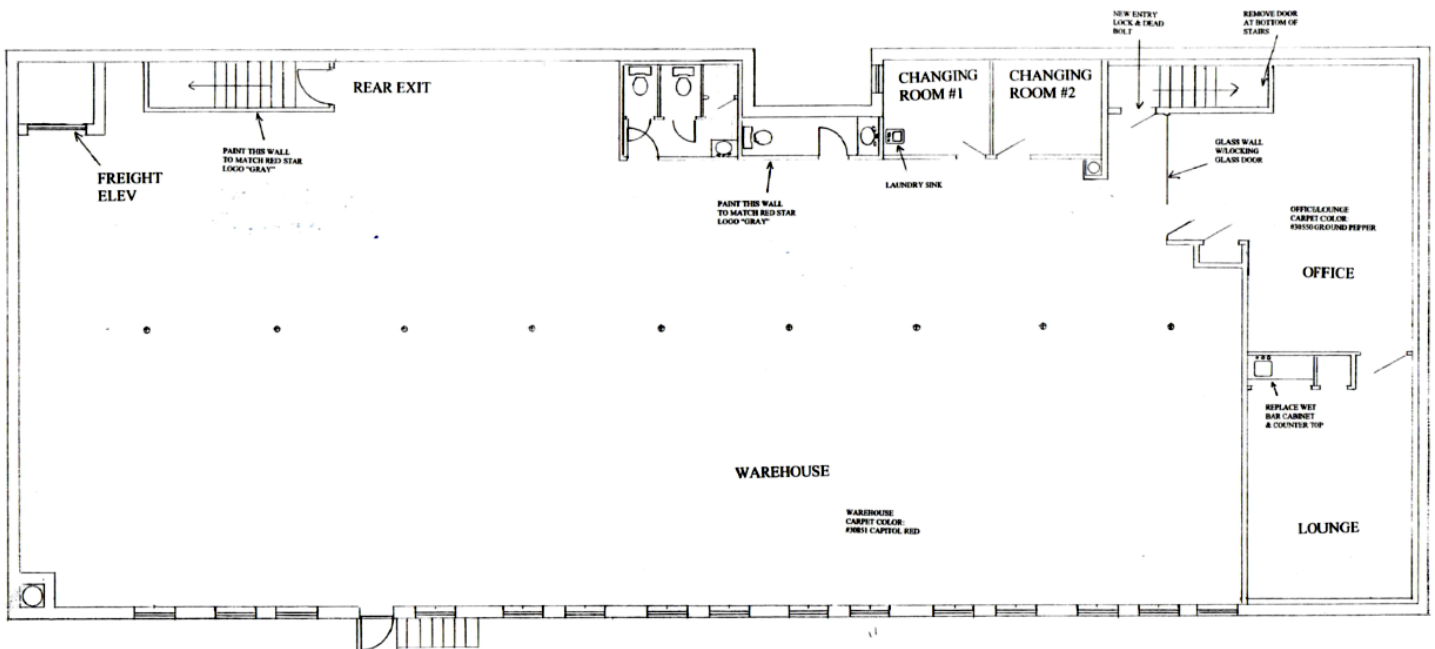 NEW ENTRY
LOCK & DEAD
BOLT
REMOVE DOOR
AT BOTTOM OF
STAIRS
REAR EXIT
CHANGING
ROOM #1
CHANGING
ROOM #2
PAINT THIS WALL
TO MATCH RED STAR
LOGO "GRAY"
FREIGHT
ELEV
GLASS WALL
W/LOCKING
GLASS DOOR
LAUNDRY SINK
PAINT THIS WALL
TO MATCH RED STAR
LOGO "GRAY"
OFFICE/LOUNGE
CARPET COLOR:
#30550 GROUND PEPPER
OFFICE
REPLACE WET
BAR CABINET
& COUNTER TOP
WAREHOUSE
WAREHOUSE
CARPET COLOR:
#30851 CAPITOL RED
LOUNGE